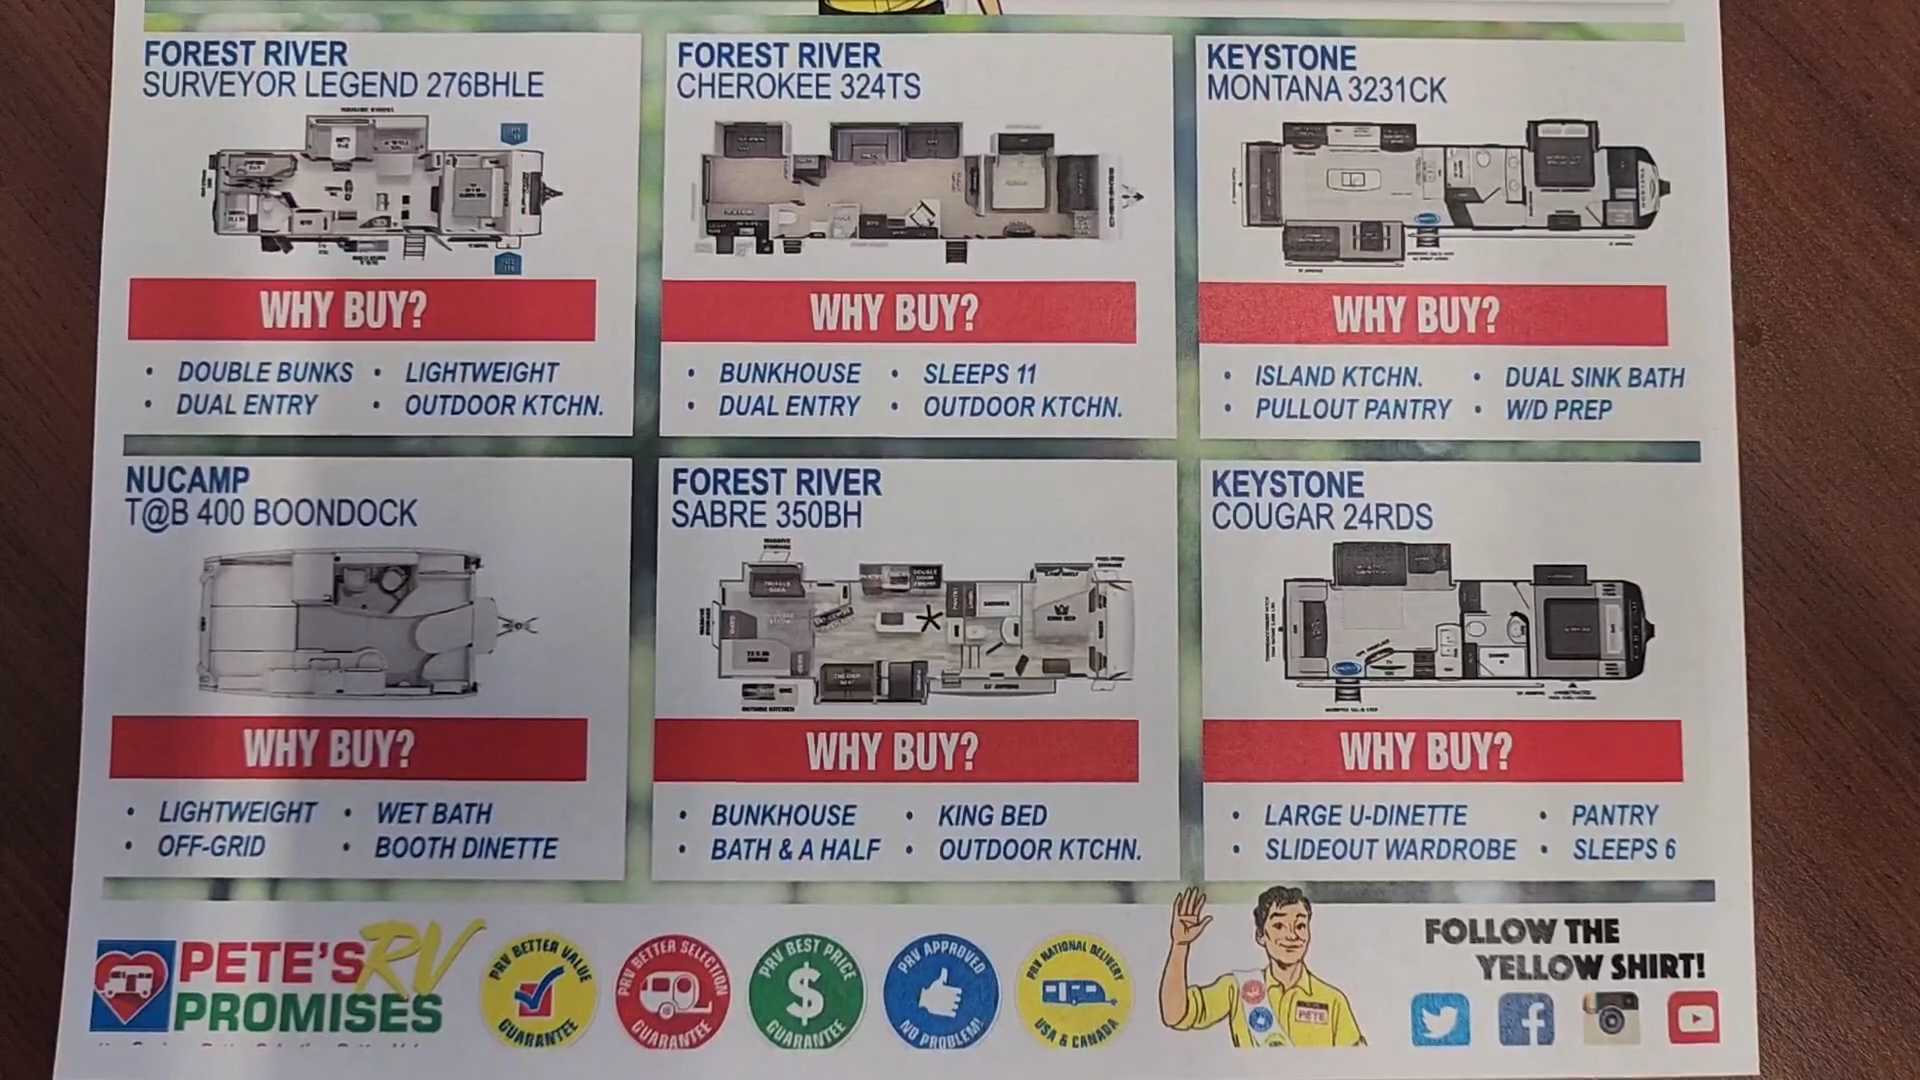 FOREST RIVER
SURVEYOR LEGEND 276BHLE
WHY BUY?
• DOUBLE BUNKS • LIGHTWEIGHT
• DUAL ENTRY • OUTDOOR KTCHN.
FOREST RIVER
CHEROKEE 324TS
WHY BUY?
• BUNKHOUSE • SLEEPS 11
• DUAL ENTRY • OUTDOOR KTCHN.
KEYSTONE
MONTANA 3231CK
WHY BUY?
• ISLAND KTCHN. • DUAL SINK BATH
• PULLOUT PANTRY • W/D PREP
NUCAMP
T@B 400 BOONDOCK
WHY BUY?
• LIGHTWEIGHT • WET BATH
• OFF-GRID • BOOTH DINETTE
FOREST RIVER
SABRE 350BH
OUTSIDE KITCHEN
WHY BUY?
• BUNKHOUSE • KING BED
• BATH & A HALF • OUTDOOR KTCHN.
KEYSTONE
COUGAR 24RDS
WHY BUY?
• LARGE U-DINETTE • PANTRY
• SLIDEOUT WARDROBE • SLEEPS 6
PETE'S RV
PROMISES
PRV BETTER VALUE
GUARANTEE
PRV BETTER SELECTION
GUARANTEE
PRV BEST PRICE
$
GUARANTEE
PRV APPROVED
NO PROBLEM!
PRV NATIONAL DELIVERY
USA & CANADA
PETE
FOLLOW THE
YELLOW SHIRT!